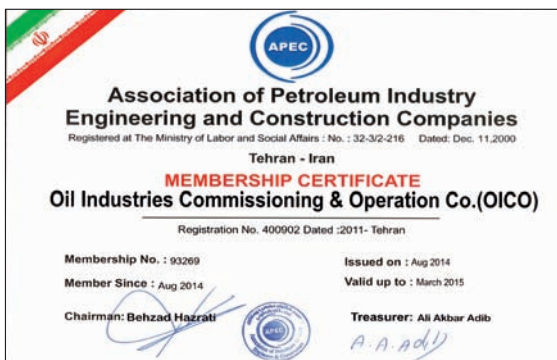 APEC
Association of Petroleum Industry
Engineering and Construction Companies
Registered at The Ministry of Labor and Social Affairs : No. : 32-3/2-216 Dated: Dec. 11,2000
Tehran - Iran
MEMBERSHIP CERTIFICATE
Oil Industries Commissioning & Operation Co.(OICO)
Registration No. 400902 Dated :2011- Tehran
Membership No. : 93269
Issued on : Aug 2014
Member Since : Aug 2014
Valid up to : March 2015
Chairman: Behzad Hazrati
Treasurer: Ali Akbar Adib
APEC
A.A.Adib